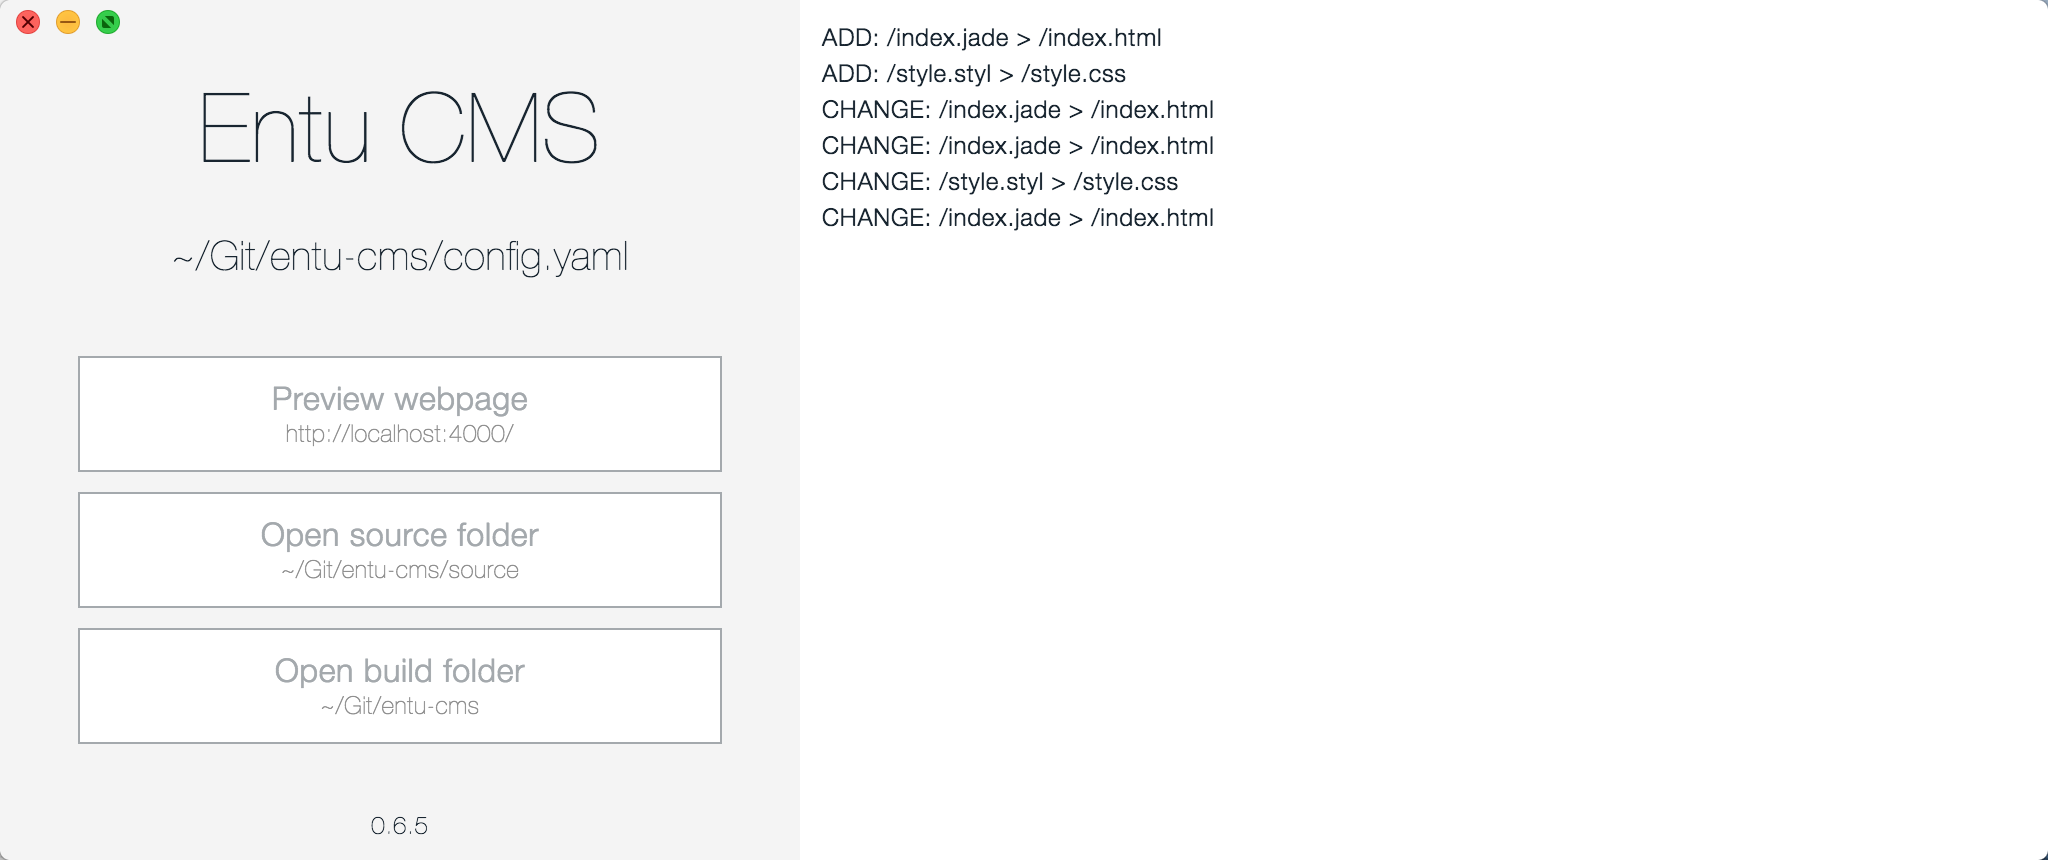 Entu CMS
~/Git/entu-cms/config.yaml
Preview webpage
http://localhost:4000/
Open source folder
~/Git/entu-cms/source
Open build folder
~/Git/entu-cms
0.6.5
ADD: /index.jade > /index.html
ADD: /style.styl > /style.css
CHANGE: /index.jade > /index.html
CHANGE: /index.jade > /index.html
CHANGE: /style.styl > /style.css
CHANGE: /index.jade > /index.html